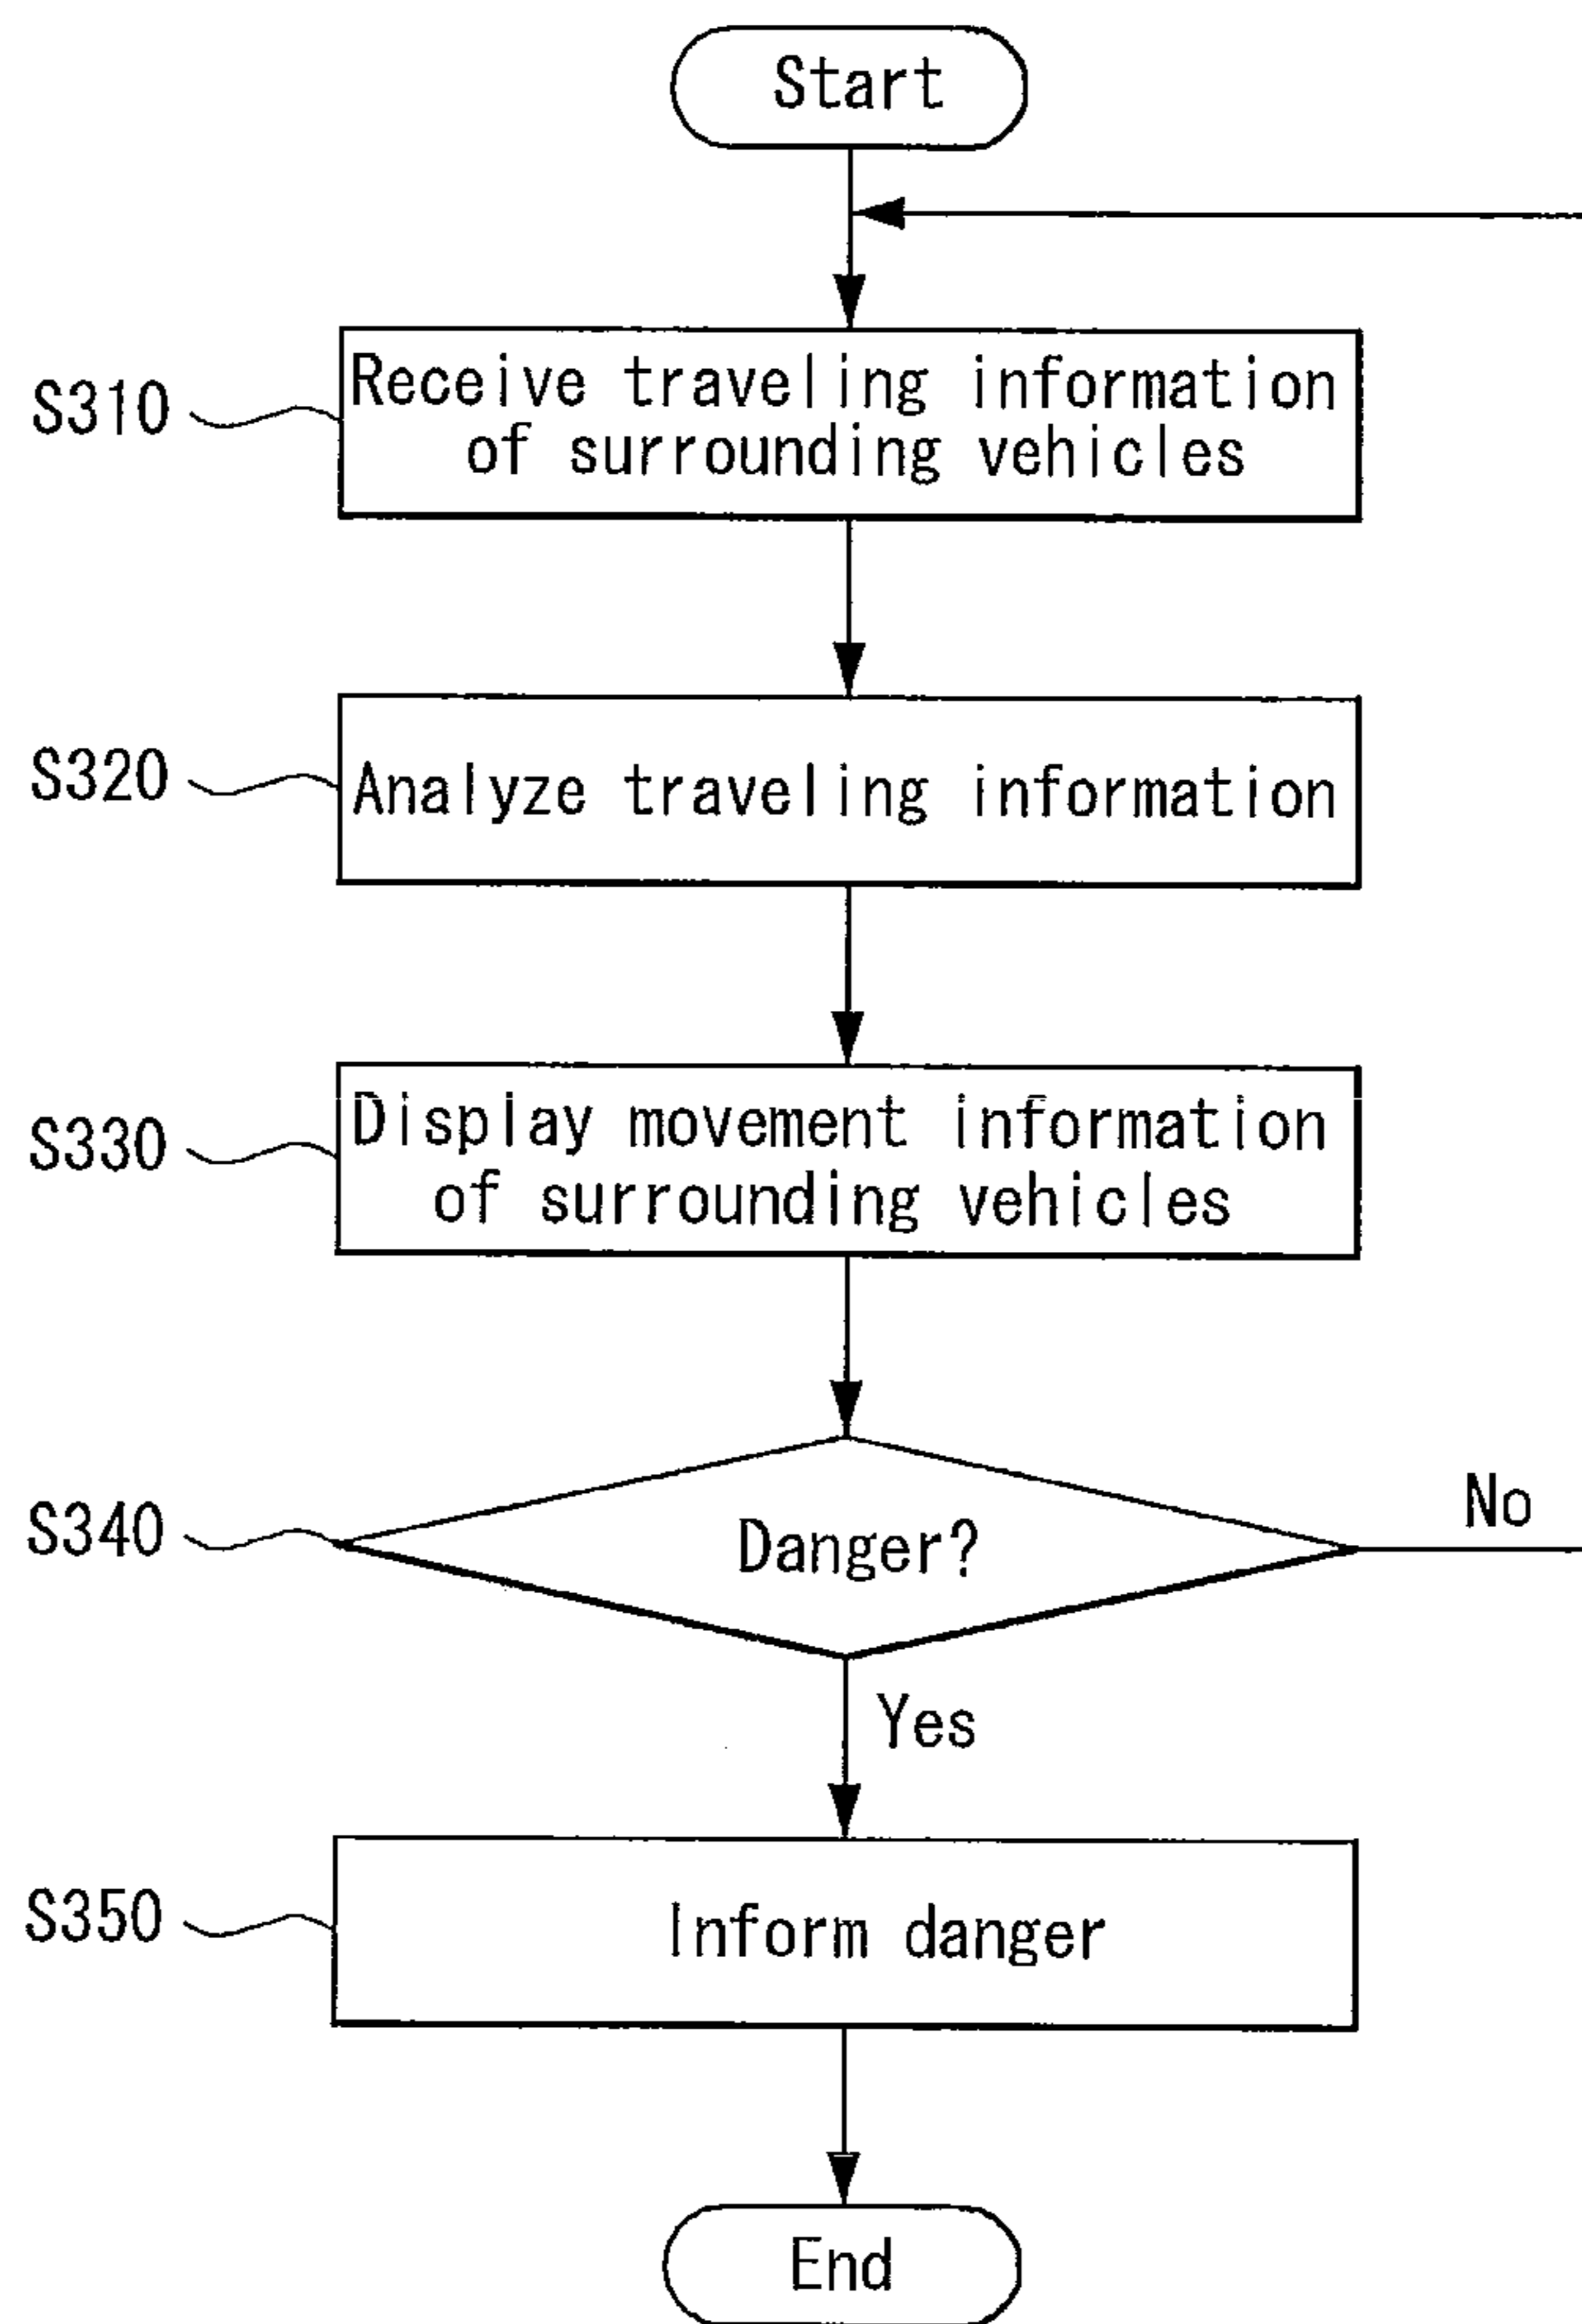 Start
S310
Receive traveling information
of surrounding vehicles
S320
Analyze traveling information
S330
Display movement information
of surrounding vehicles
S340
Danger?
No
Yes
S350
Inform danger
End